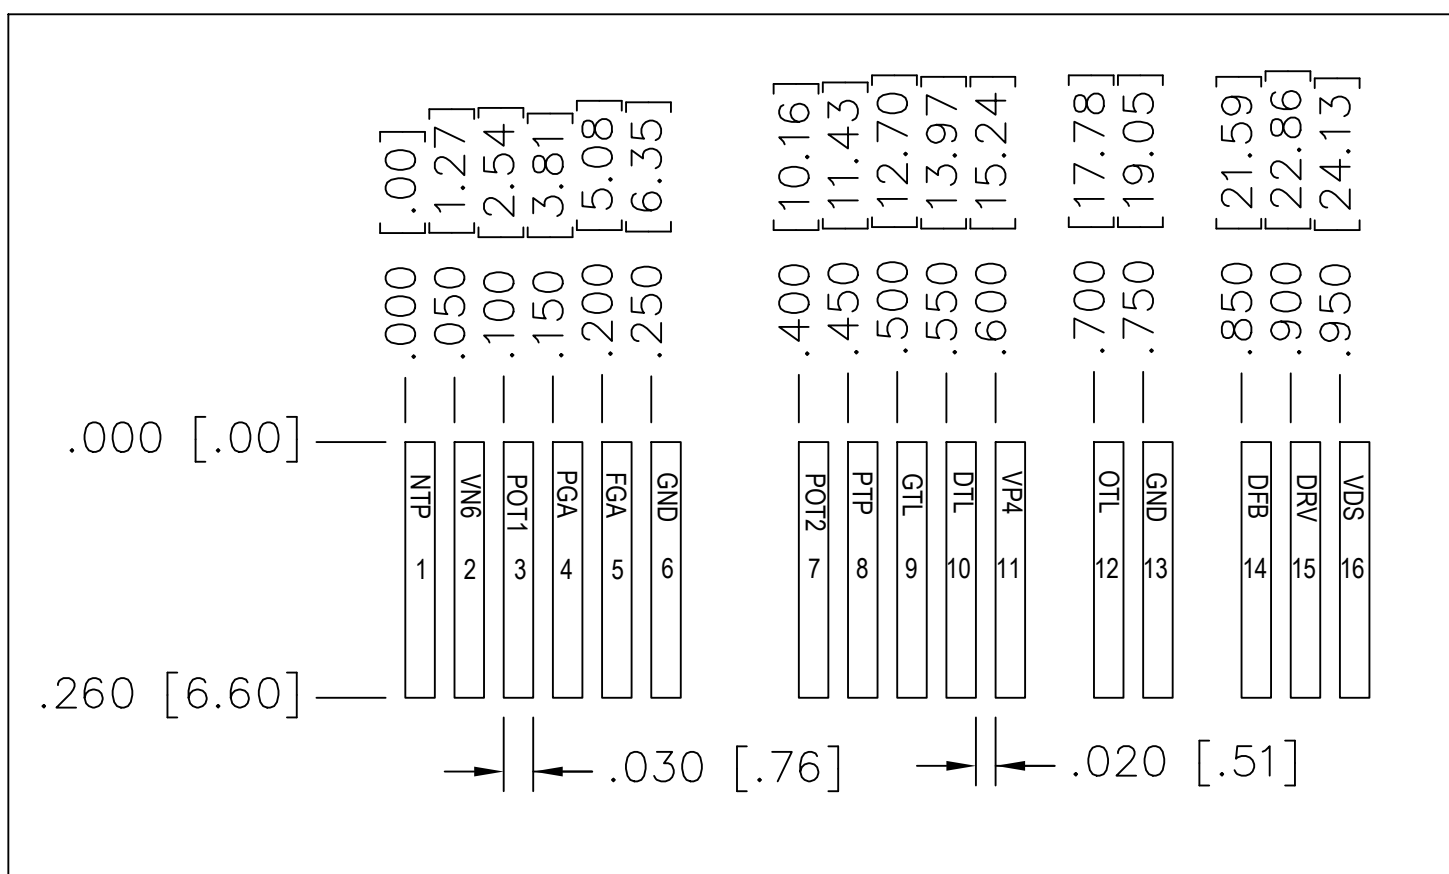 [.00] [1.27] [2.54] [3.81] [5.08] [6.35] [10.16] [11.43] [12.70] [13.97] [15.24] [17.78] [19.05] [21.59] [22.86] [24.13]
.000 .050 .100 .150 .200 .250 .400 .450 .500 .550 .600 .700 .750 .850 .900 .950
.000 [.00]
NTP VN6 POT1 PGA FGA GND POT2 PTP GTL DTL VP4 OTL GND DFB DRV VDS
1 2 3 4 5 6 7 8 9 10 11 12 13 14 15 16
.260 [6.60]
.030 [.76] .020 [.51]